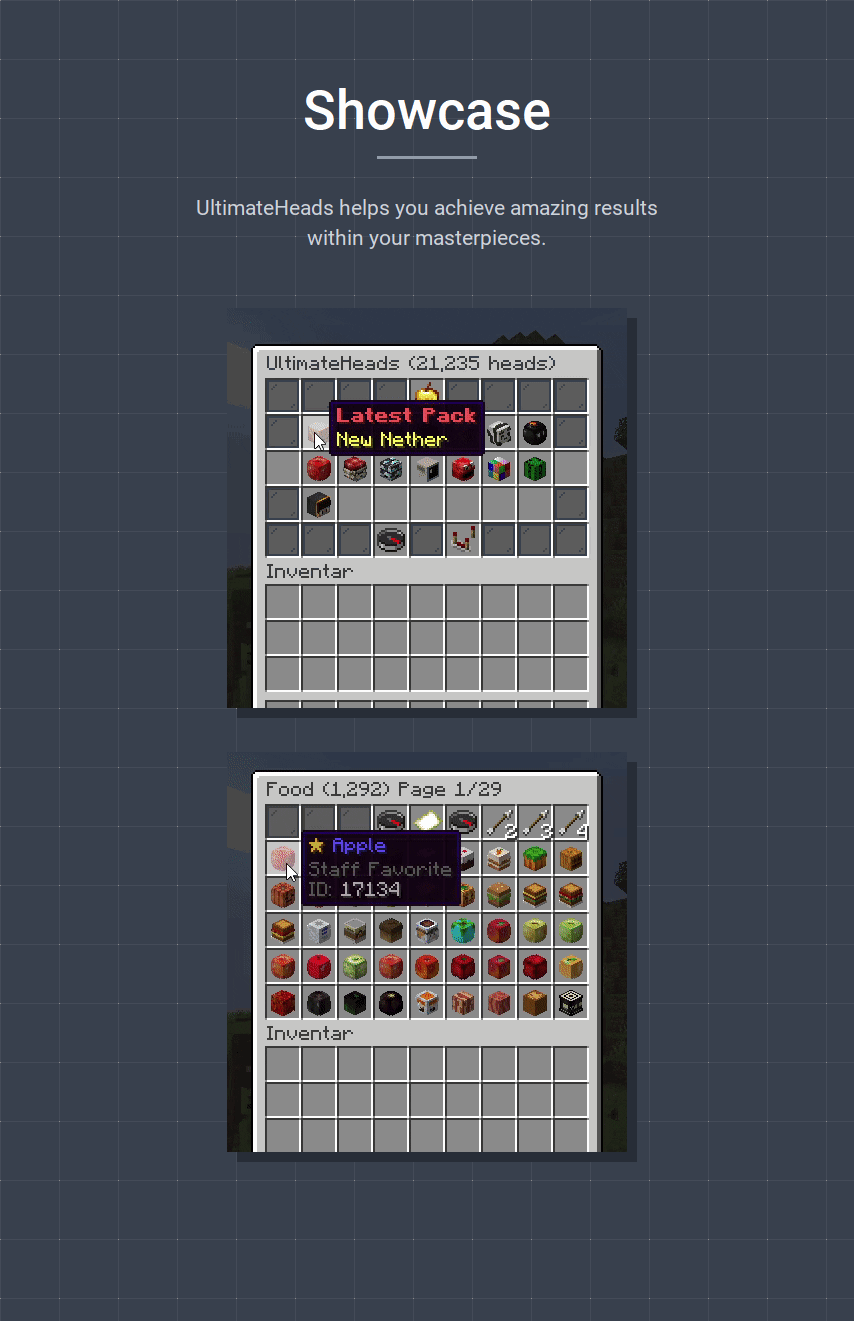 Showcase
UltimateHeads helps you achieve amazing results
within your masterpieces.
UltimateHeads (21,235 heads)
Latest Pack
New Nether
Inventar
Food (1,292) Page 1/29
2 3 4
★ Apple
Staff Favorite
ID: 17134
Inventar